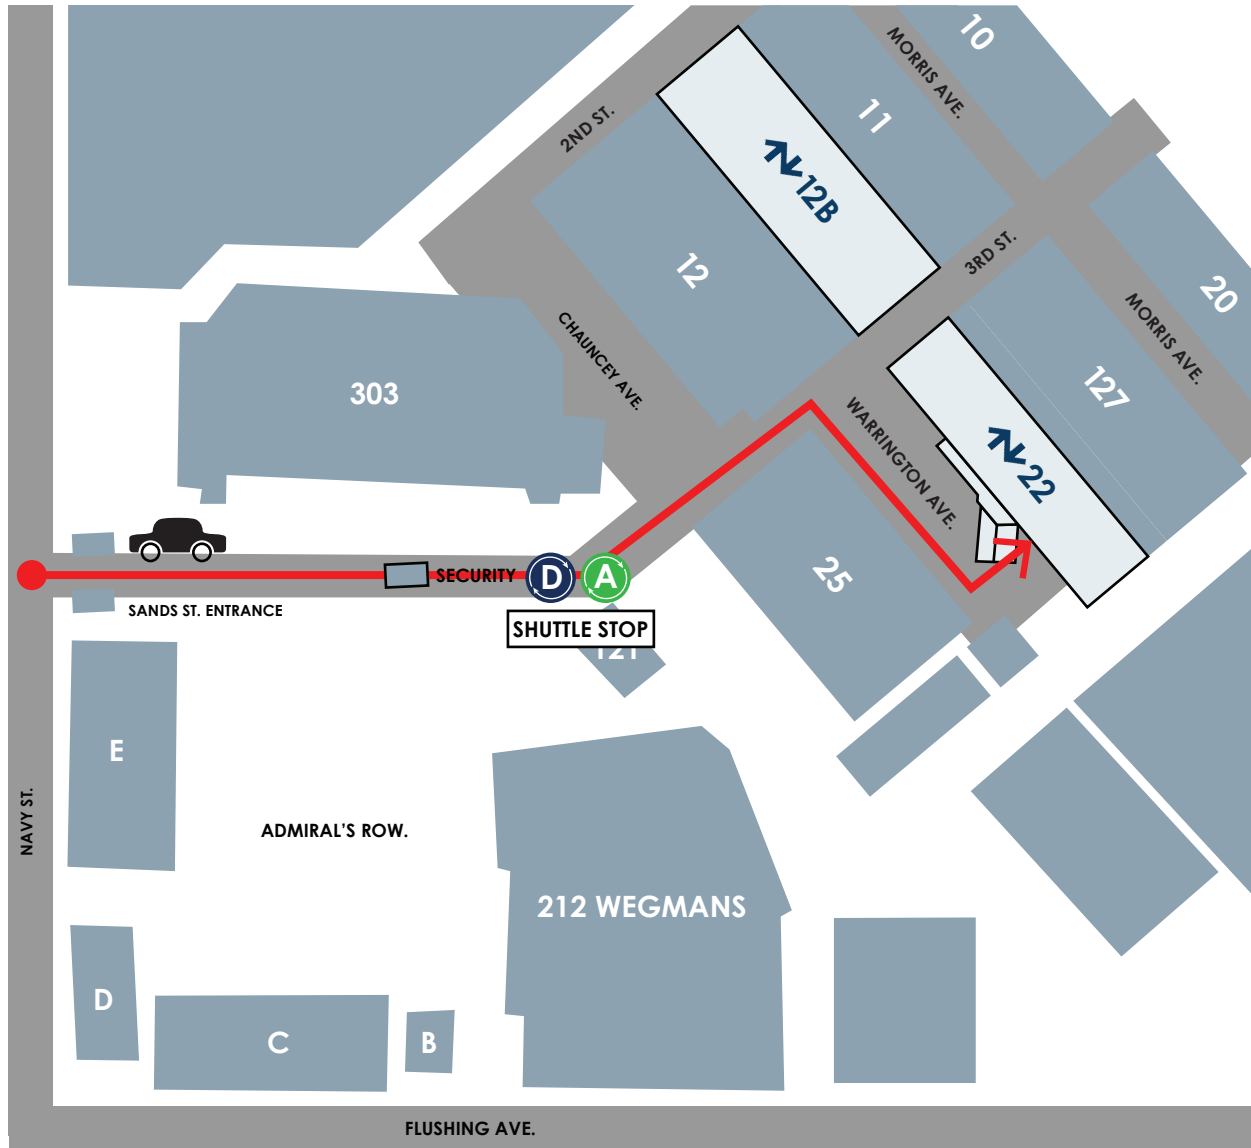 10
MORRIS AVE.
11
2ND ST.
12B
12
3RD ST.
20
MORRIS AVE.
CHAUNCEY AVE.
303
127
WARRINGTON AVE.
22
25
SECURITY
D
A
SANDS ST. ENTRANCE
SHUTTLE STOP
121
E
NAVY ST.
ADMIRAL'S ROW.
212 WEGMANS
D
C
B
FLUSHING AVE.